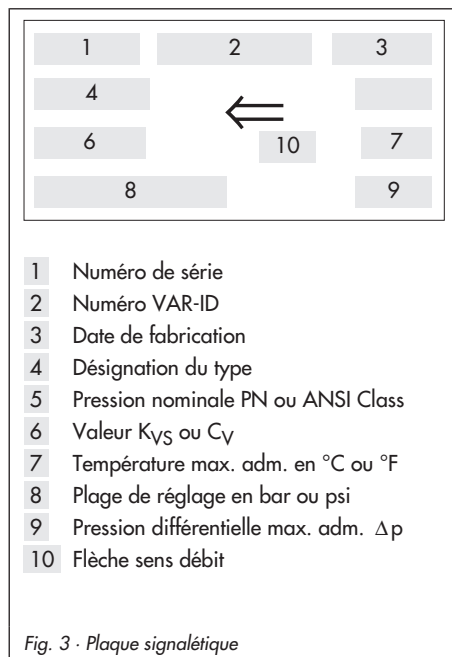 1 2 3
4
6 10 7
8 9
1 Numéro de série
2 Numéro VAR-ID
3 Date de fabrication
4 Désignation du type
5 Pression nominale PN ou ANSI Class
6 Valeur KVS ou CV
7 Température max. adm. en °C ou °F
8 Plage de réglage en bar ou psi
9 Pression différentielle max. adm. Δp
10 Flèche sens débit
Fig. 3 · Plaque signalétique